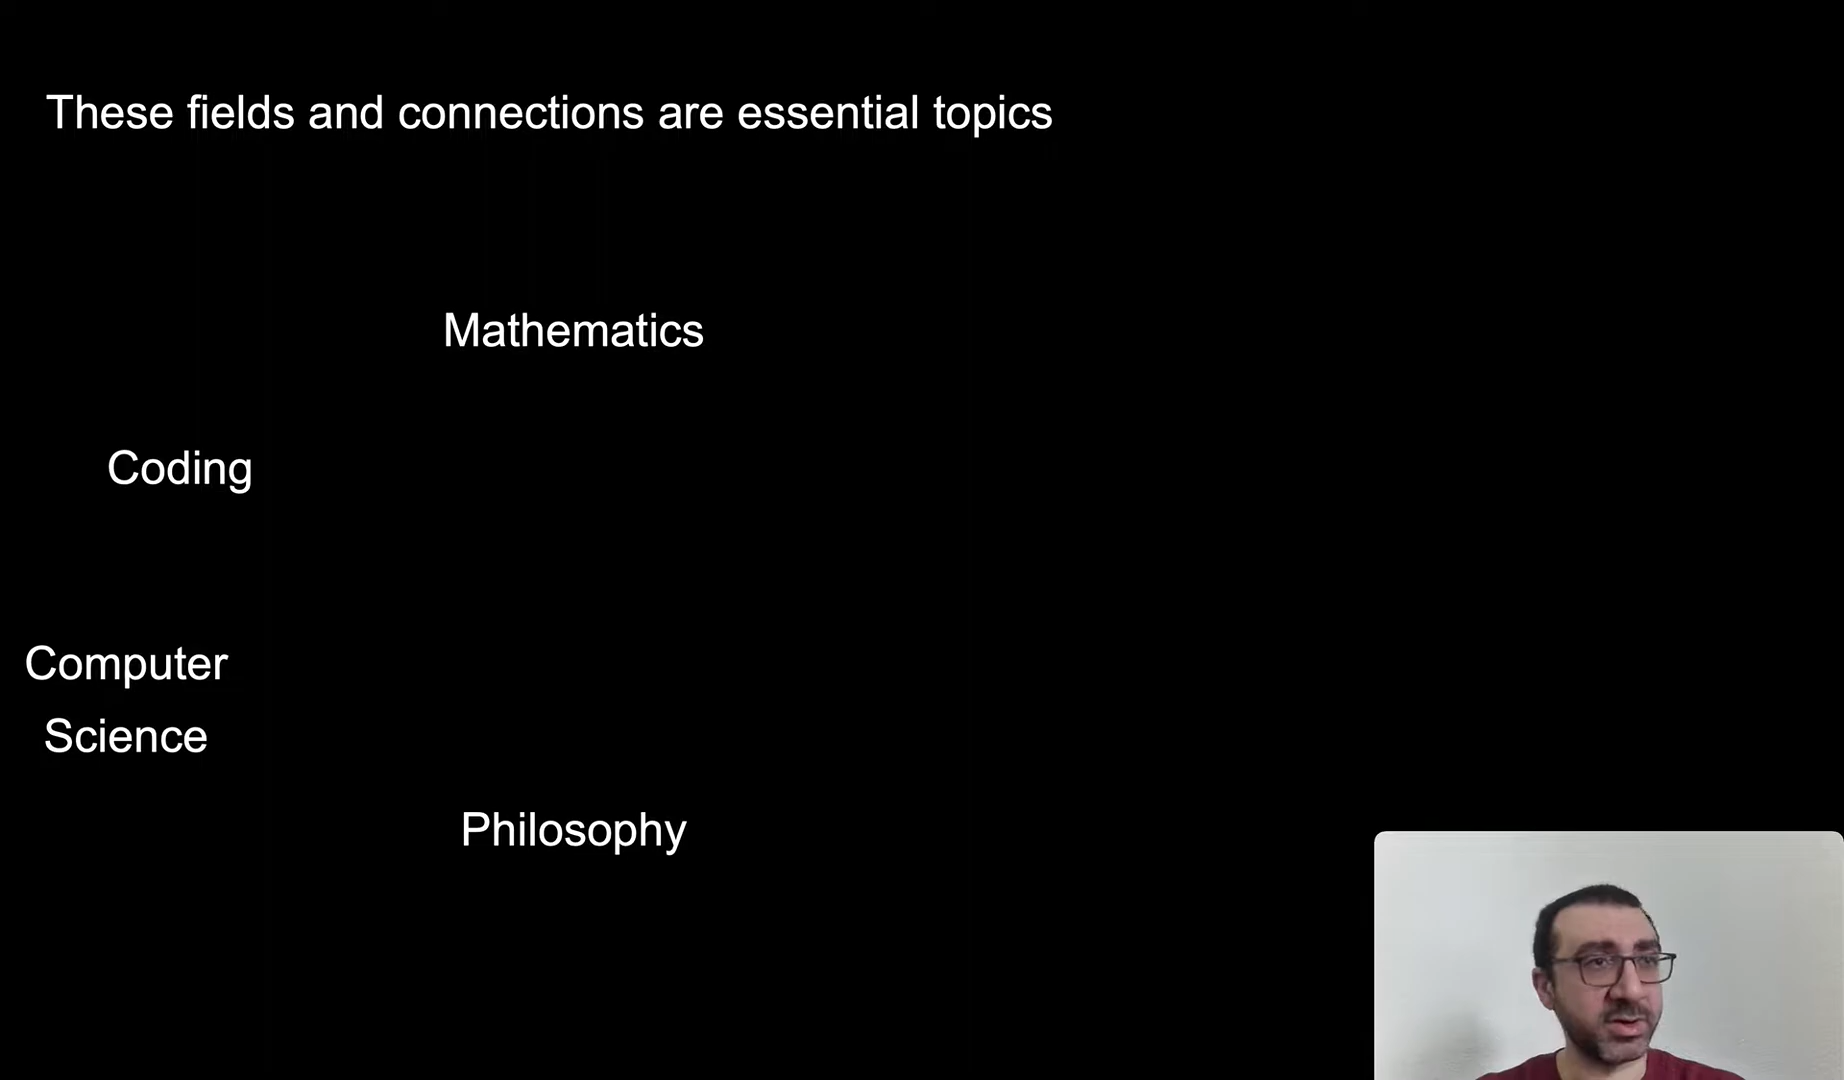 These fields and connections are essential topics
Mathematics
Coding
Computer
Science
Philosophy